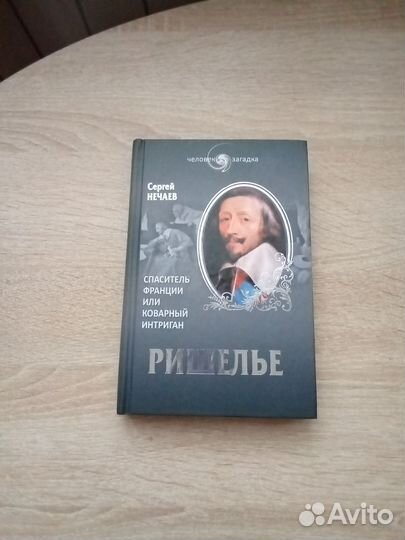 человек загадка
Сергей
НЕЧАЕВ
СПАСИТЕЛЬ
ФРАНЦИИ
ИЛИ
КОВАРНЫЙ
ИНТРИГАН
РИШЕЛЬЕ
Avito